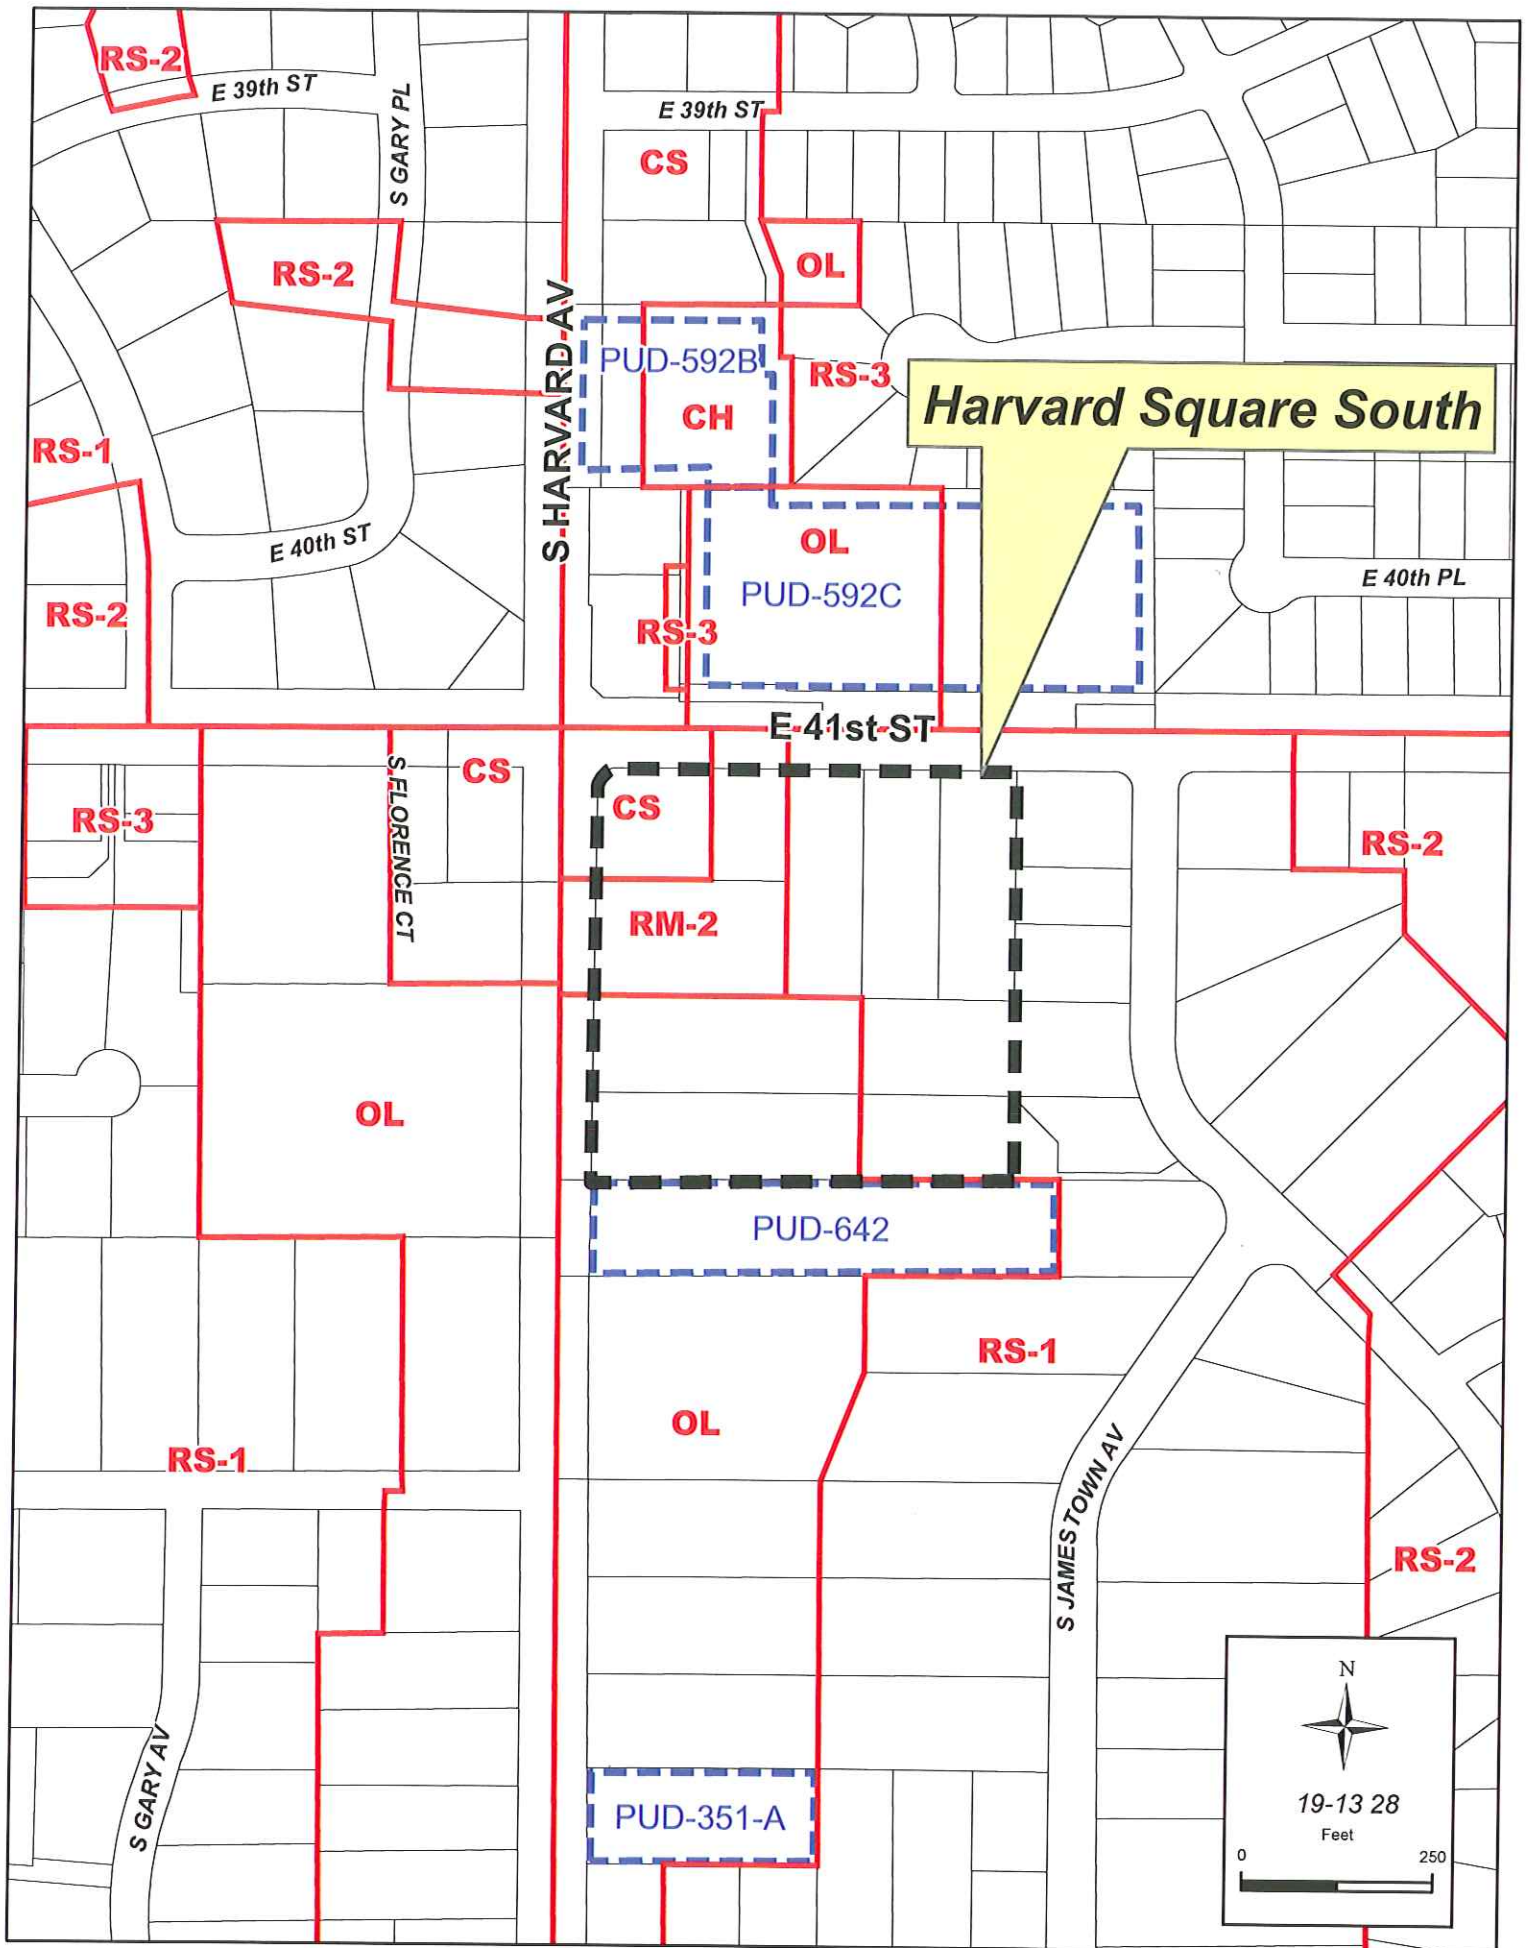 RS-2
E 39th ST
S GARY PL
E 39th ST
CS
RS-2
OL
S HARVARD AV
PUD-592B
RS-3
CH
Harvard Square South
RS-1
E 40th ST
OL
PUD-592C
E 40th PL
RS-2
RS-3
E 41st ST
CS
S FLORENCE CT
CS
RS-3
RS-2
RM-2
OL
PUD-642
RS-1
OL
RS-1
S JAMESTOWN AV
RS-2
S GARY AV
PUD-351-A
N
19-13 28
Feet
0 250